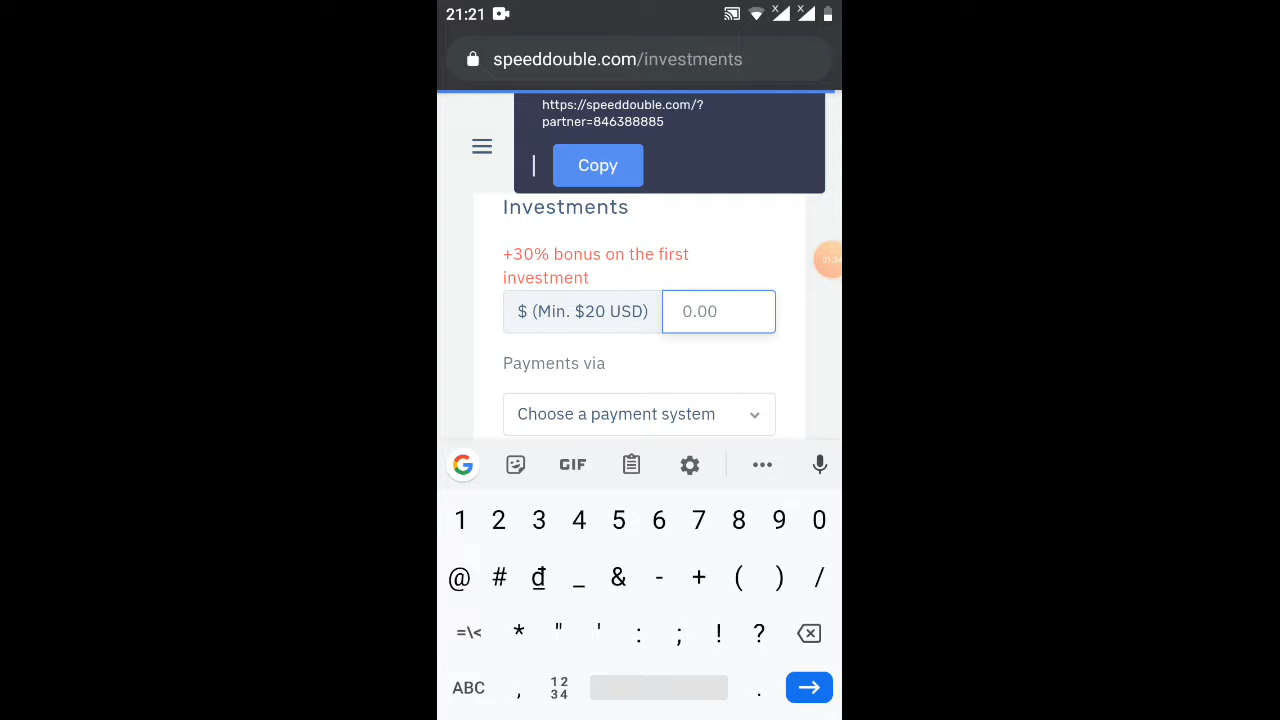 21:21
speeddouble.com/investments
https://speeddouble.com/?
partner=846388885
Copy
Investments
+30% bonus on the first
investment
$ (Min. $20 USD) 0.00
Payments via
Choose a payment system
GIF
1 2 3 4 5 6 7 8 9 0
@ # ₫ _ & - + ( ) /
=\< * " ' : ; ! ?
ABC , 12 .
34